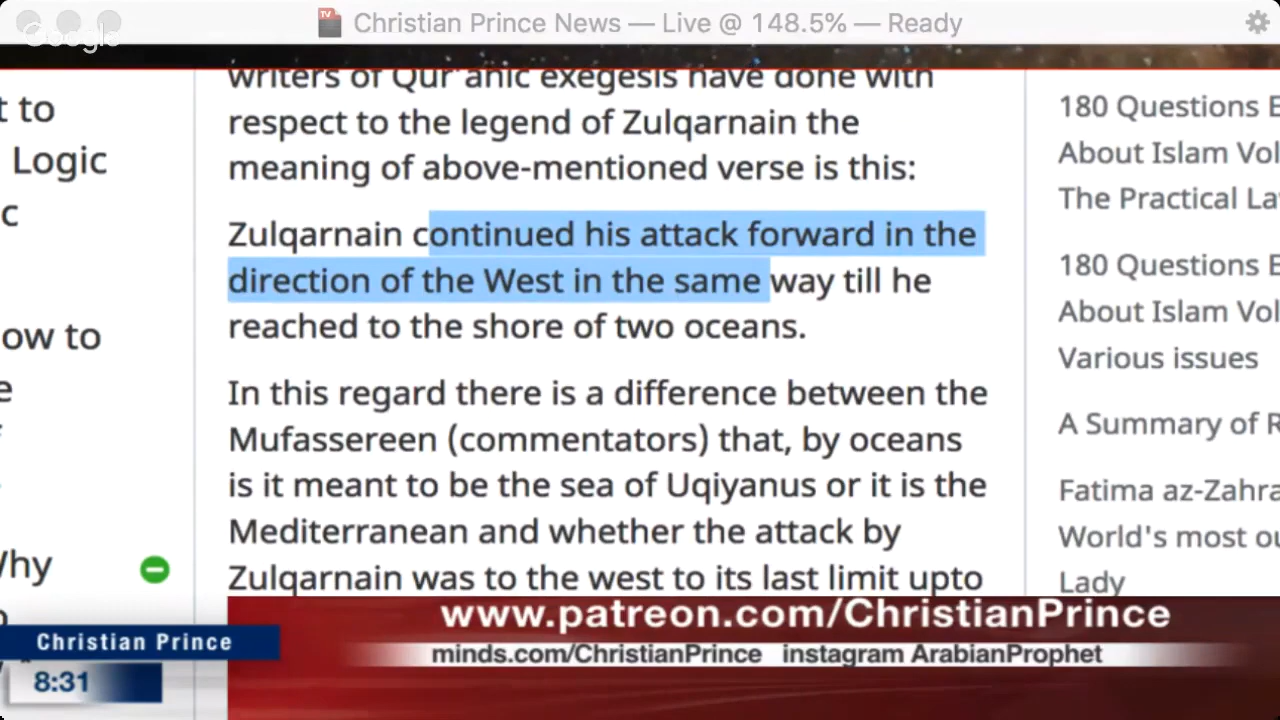 Christian Prince News — Live @ 148.5% — Ready
Google
writers of Qur'anic exegesis have done with
respect to the legend of Zulqarnain the
meaning of above-mentioned verse is this:
Zulqarnain continued his attack forward in the
direction of the West in the same way till he
reached to the shore of two oceans.
In this regard there is a difference between the
Mufassereen (commentators) that, by oceans
is it meant to be the sea of Uqiyanus or it is the
Mediterranean and whether the attack by
Zulqarnain was to the west to its last limit upto
t to
Logic
c
ow to
e
Why
180 Questions E
About Islam Vol
The Practical La
180 Questions E
About Islam Vol
Various issues
A Summary of R
Fatima az-Zahra
World's most ou
Lady
www.patreon.com/ChristianPrince
minds.com/ChristianPrince instagram ArabianProphet
Christian Prince
8:31